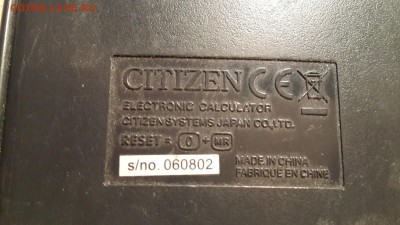 CITIZEN CE
ELECTRONIC CALCULATOR
CITIZEN SYSTEMS JAPAN CO., LTD.
RESET = 0 + MR
s/no. 060802
MADE IN CHINA
FABRIQUE EN CHINE